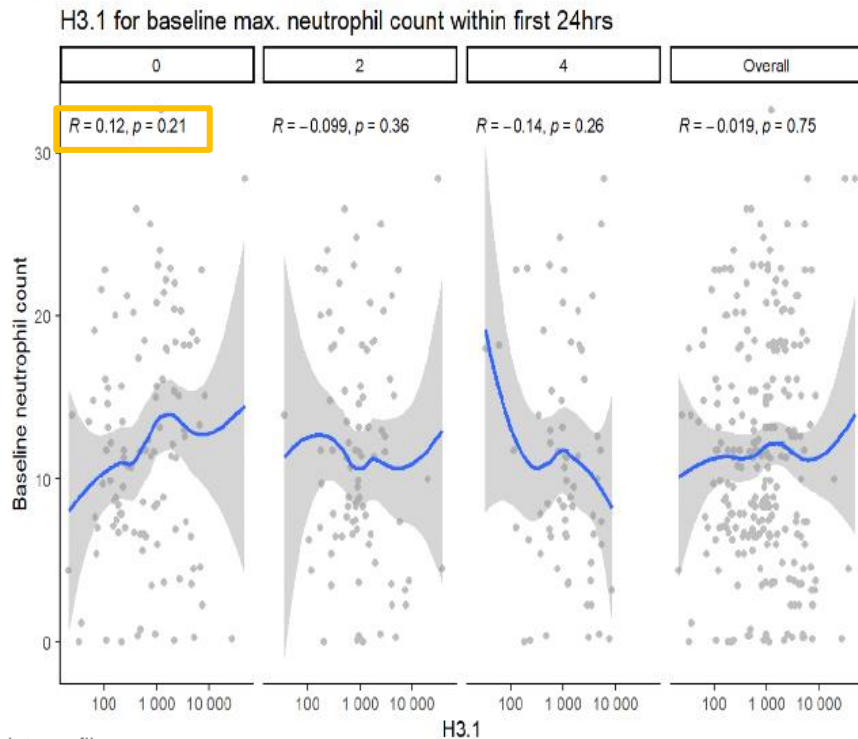 H3.1 for baseline max. neutrophil count within first 24hrs
0 2 4 Overall
R = 0.12, p = 0.21 R = −0.099, p = 0.36 R = −0.14, p = 0.26 R = −0.019, p = 0.75
30
20
10
0
Baseline neutrophil count
100 1 000 10 000 100 1 000 10 000 100 1 000 10 000 100 1 000 10 000
H3.1